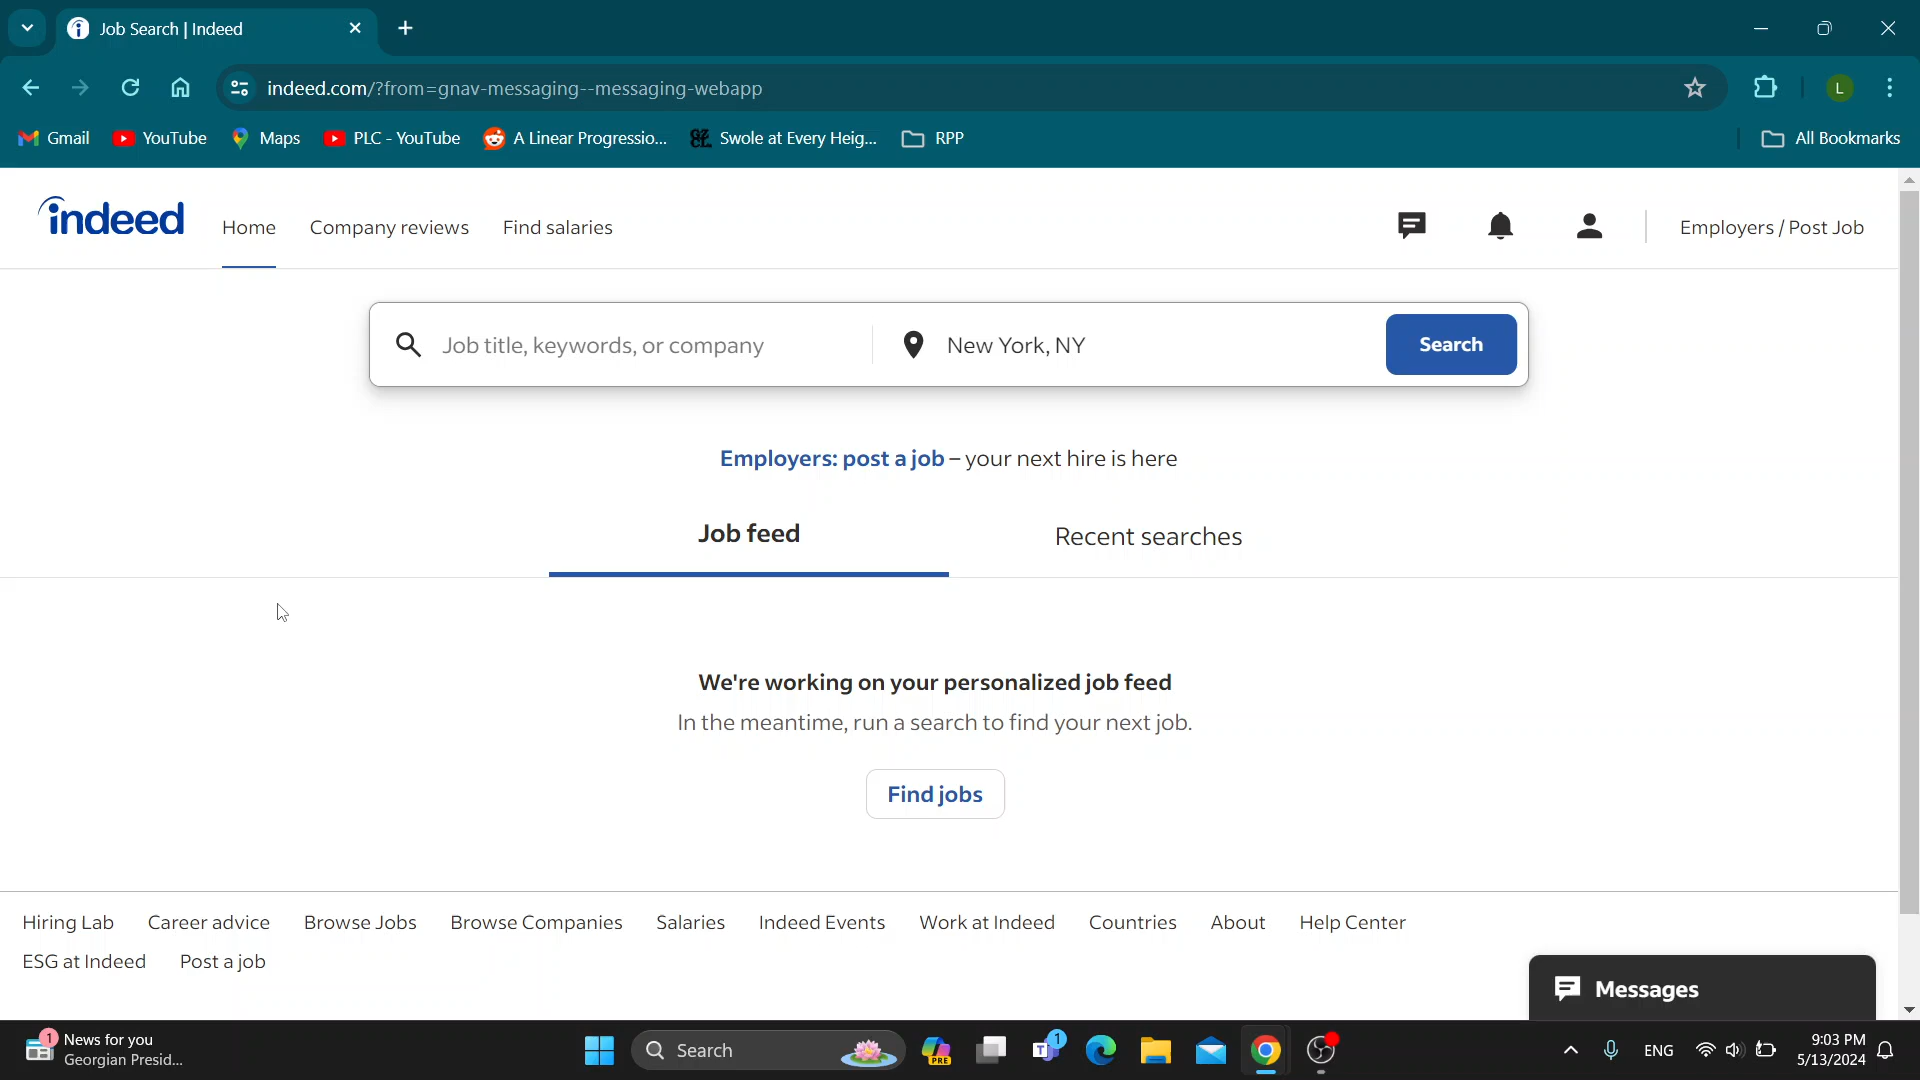 Job Search | Indeed
indeed.com/?from=gnav-messaging--messaging-webapp
L
Gmail
YouTube
Maps
PLC - YouTube
A Linear Progressio...
Swole at Every Heig...
RPP
All Bookmarks
indeed
Home
Company reviews
Find salaries
Employers / Post Job
Job title, keywords, or company
New York, NY
Search
Employers: post a job – your next hire is here
Job feed
Recent searches
We're working on your personalized job feed
In the meantime, run a search to find your next job.
Find jobs
Hiring Lab
Career advice
Browse Jobs
Browse Companies
Salaries
Indeed Events
Work at Indeed
Countries
About
Help Center
ESG at Indeed
Post a job
Messages
1
News for you
Georgian Presid...
Search
PRE
1
ENG
9:03 PM
5/13/2024